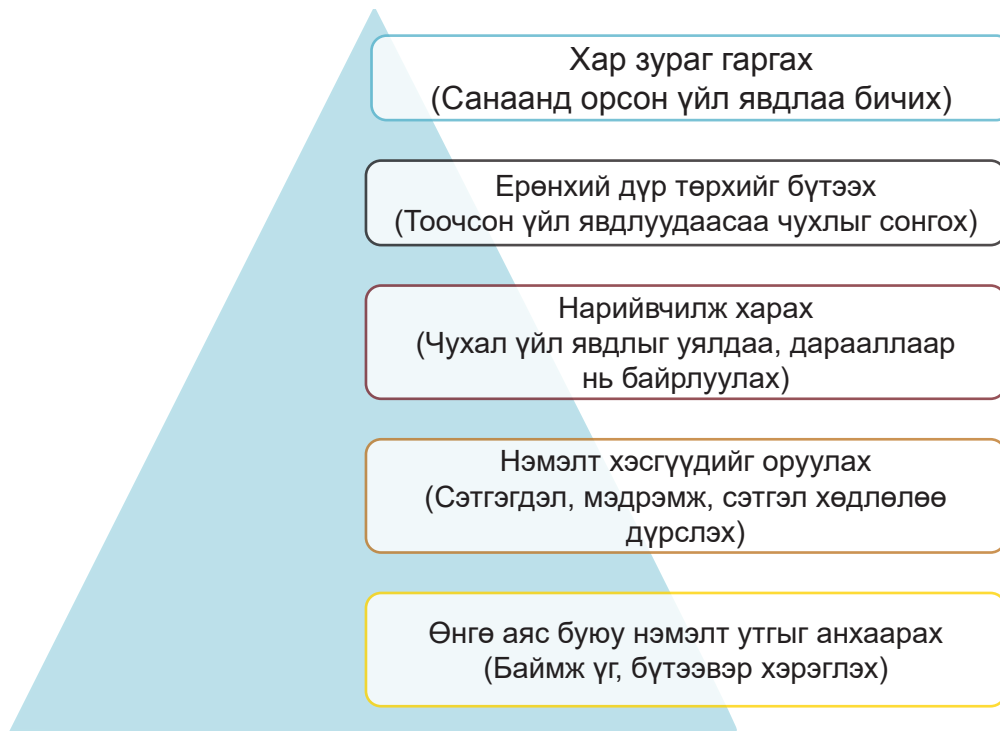 Хар зураг гаргах
(Санаанд орсон үйл явдлаа бичих)
Ерөнхий дүр төрхийг бүтээх
(Тоочсон үйл явдлуудаасаа чухлыг сонгох)
Нарийвчилж харах
(Чухал үйл явдлыг уялдаа, дарааллаар
нь байрлуулах)
Нэмэлт хэсгүүдийг оруулах
(Сэтгэгдэл, мэдрэмж, сэтгэл хөдлөлөө
дүрслэх)
Өнгө аяс буюу нэмэлт утгыг анхаарах
(Баймж үг, бүтээвэр хэрэглэх)